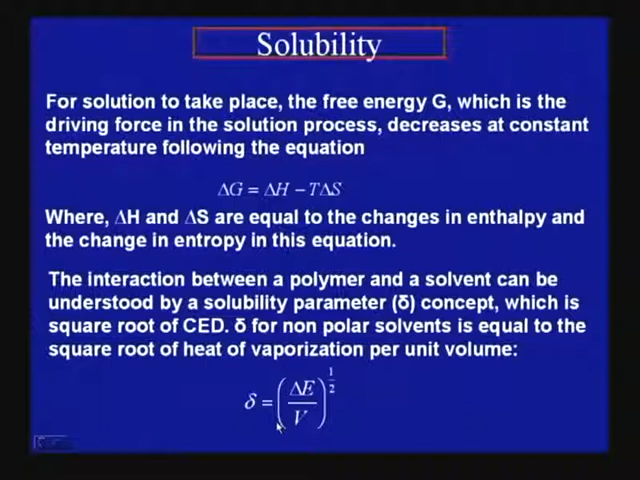 Solubility
For solution to take place, the free energy G, which is the
driving force in the solution process, decreases at constant
temperature following the equation
ΔG = ΔH − TΔS
Where, ΔH and ΔS are equal to the changes in enthalpy and
the change in entropy in this equation.
The interaction between a polymer and a solvent can be
understood by a solubility parameter (δ) concept, which is
square root of CED. δ for non polar solvents is equal to the
square root of heat of vaporization per unit volume:
δ = (ΔE/V)^1/2